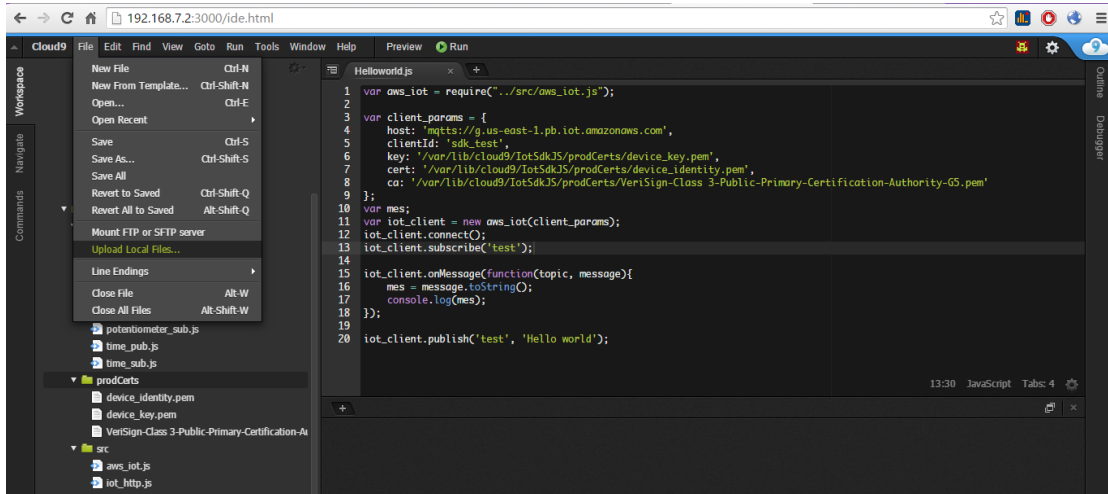 192.168.7.2:3000/ide.html
Cloud9 File Edit Find View Goto Run Tools Window Help Preview Run
Workspace
Navigate
Commands
New File Ctrl-N
New From Template... Ctrl-Shift-N
Open... Ctrl-E
Open Recent
Save Ctrl-S
Save As... Ctrl-Shift-S
Save All
Revert to Saved Ctrl-Shift-Q
Revert All to Saved Alt-Shift-Q
Mount FTP or SFTP server
Upload Local Files...
Line Endings
Close File Alt-W
Close All Files Alt-Shift-W
potentiometer_sub.js
time_pub.js
time_sub.js
prodCerts
device_identity.pem
device_key.pem
VeriSign-Class 3-Public-Primary-Certification-Au
src
aws_iot.js
iot_http.js
Helloworld.js
1 var aws_iot = require("../src/aws_iot.js");
2
3 var client_params = {
4 host: 'mqtts://g.us-east-1.pb.iot.amazonaws.com',
5 clientId: 'sdk_test',
6 key: '/var/lib/cloud9/IotSdkJS/prodCerts/device_key.pem',
7 cert: '/var/lib/cloud9/IotSdkJS/prodCerts/device_identity.pem',
8 ca: '/var/lib/cloud9/IotSdkJS/prodCerts/VeriSign-Class 3-Public-Primary-Certification-Authority-G5.pem'
9 };
10 var mes;
11 var iot_client = new aws_iot(client_params);
12 iot_client.connect();
13 iot_client.subscribe('test');
14
15 iot_client.onMessage(function(topic, message){
16 mes = message.toString();
17 console.log(mes);
18 });
19
20 iot_client.publish('test', 'Hello world');
13:30 JavaScript Tabs: 4
Outline
Debugger
9